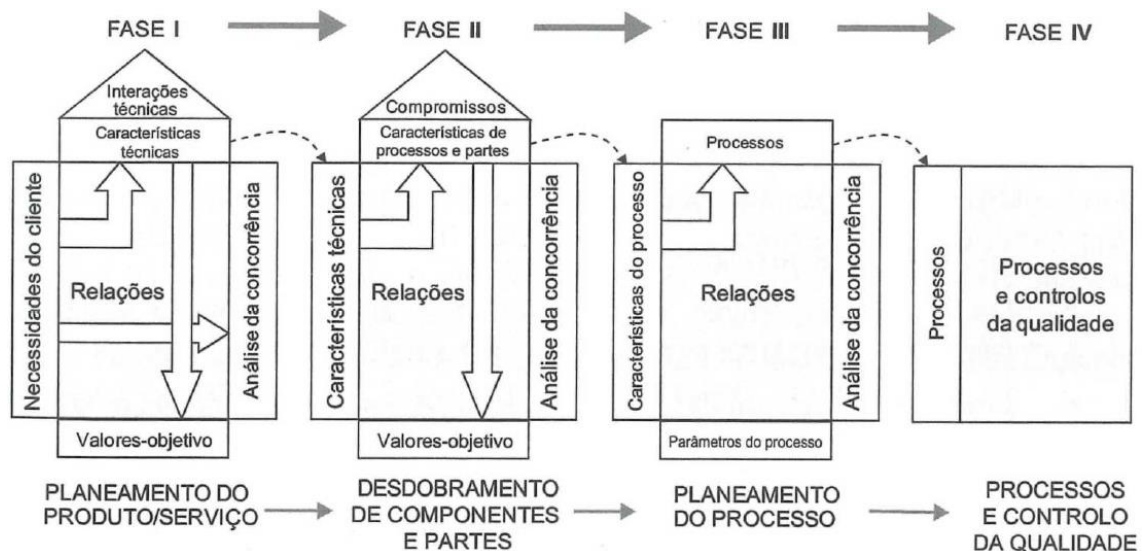 FASE I
FASE II
FASE III
FASE IV
Interações
técnicas
Características
técnicas
Necessidades do cliente
Relações
Análise da concorrência
Valores-objetivo
Compromissos
Características de
processos e partes
Características técnicas
Relações
Análise da concorrência
Valores-objetivo
Processos
Características do processo
Relações
Análise da concorrência
Parâmetros do processo
Processos
Processos
e controlos
da qualidade
PLANEAMENTO DO
PRODUTO/SERVIÇO
DESDOBRAMENTO
DE COMPONENTES
E PARTES
PLANEAMENTO
DO PROCESSO
PROCESSOS
E CONTROLO
DA QUALIDADE